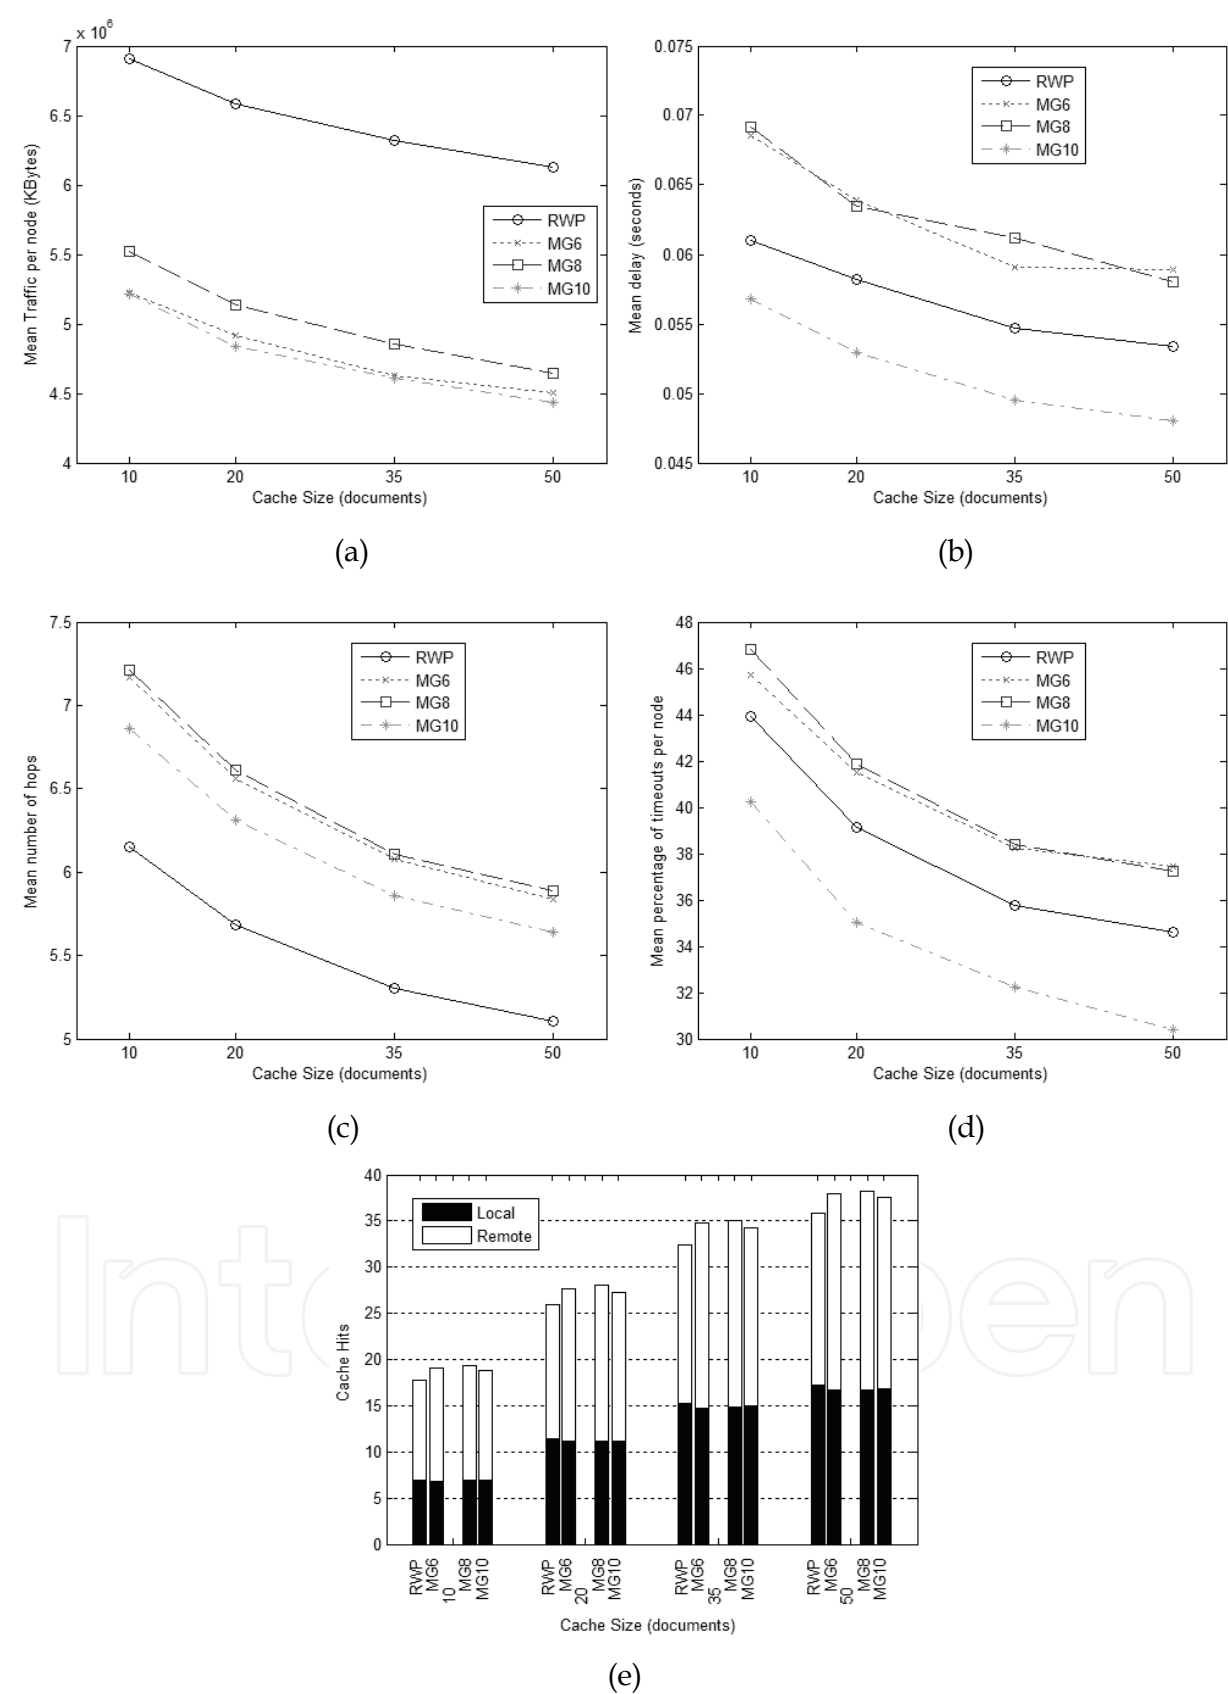 x 10^6
7
6.5
6
5.5
5
4.5
4
Mean Traffic per node (KBytes)
RWP
MG6
MG8
MG10
10 20 35 50
Cache Size (documents)
(a)
0.075
0.07
0.065
0.06
0.055
0.05
0.045
Mean delay (seconds)
RWP
MG6
MG8
MG10
10 20 35 50
Cache Size (documents)
(b)
7.5
7
6.5
6
5.5
5
Mean number of hops
RWP
MG6
MG8
MG10
10 20 35 50
Cache Size (documents)
(c)
48
46
44
42
40
38
36
34
32
30
Mean percentage of timeouts per node
RWP
MG6
MG8
MG10
10 20 35 50
Cache Size (documents)
(d)
40
35
30
25
20
15
10
5
0
Cache Hits
Local
Remote
RWP MG6 10 MG8 MG10 RWP MG6 20 MG8 MG10 RWP MG6 35 MG8 MG10 RWP MG6 50 MG8 MG10
Cache Size (documents)
(e)